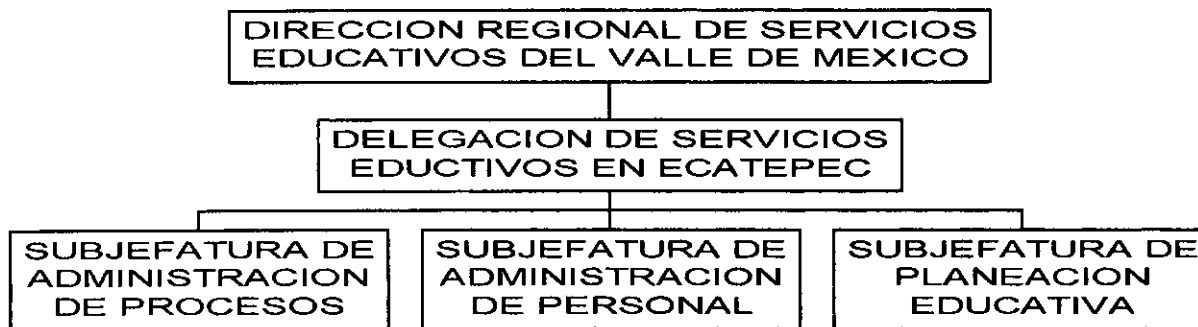 DIRECCION REGIONAL DE SERVICIOS
EDUCATIVOS DEL VALLE DE MEXICO
DELEGACION DE SERVICIOS
EDUCTIVOS EN ECATEPEC
SUBJEFATURA DE
ADMINISTRACION
DE PROCESOS
SUBJEFATURA DE
ADMINISTRACION
DE PERSONAL
SUBJEFATURA DE
PLANEACION
EDUCATIVA